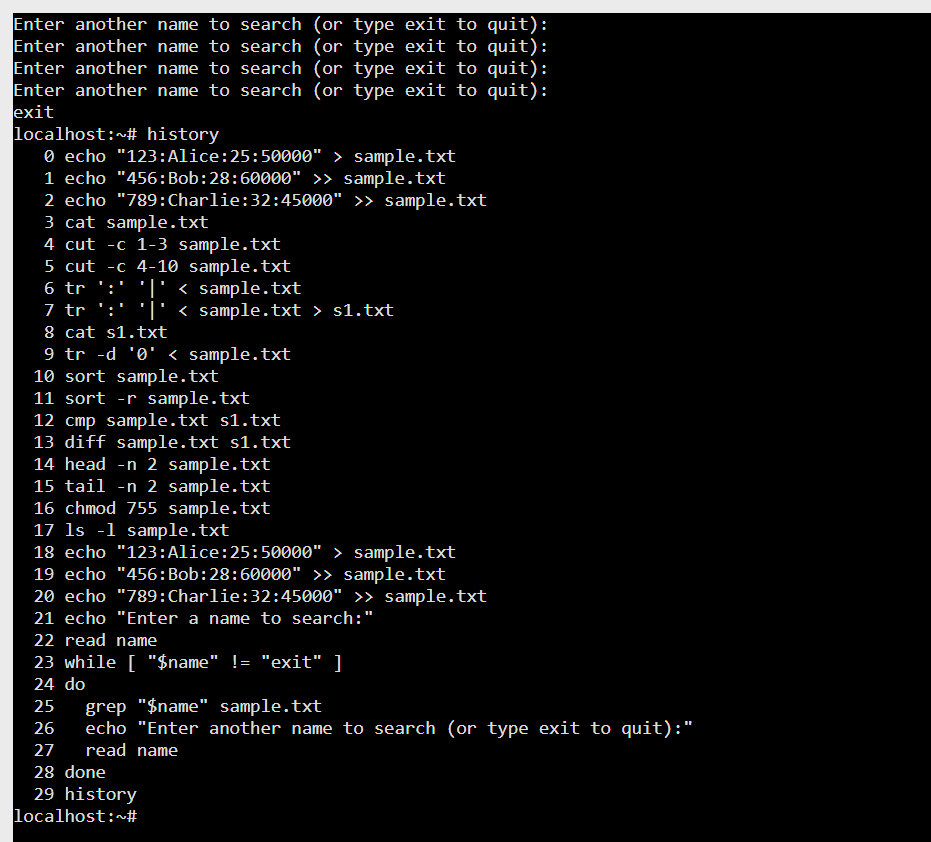 Enter another name to search (or type exit to quit):
Enter another name to search (or type exit to quit):
Enter another name to search (or type exit to quit):
Enter another name to search (or type exit to quit):
exit
localhost:~# history
   0 echo "123:Alice:25:50000" > sample.txt
   1 echo "456:Bob:28:60000" >> sample.txt
   2 echo "789:Charlie:32:45000" >> sample.txt
   3 cat sample.txt
   4 cut -c 1-3 sample.txt
   5 cut -c 4-10 sample.txt
   6 tr ':' '|' < sample.txt
   7 tr ':' '|' < sample.txt > s1.txt
   8 cat s1.txt
   9 tr -d '0' < sample.txt
  10 sort sample.txt
  11 sort -r sample.txt
  12 cmp sample.txt s1.txt
  13 diff sample.txt s1.txt
  14 head -n 2 sample.txt
  15 tail -n 2 sample.txt
  16 chmod 755 sample.txt
  17 ls -l sample.txt
  18 echo "123:Alice:25:50000" > sample.txt
  19 echo "456:Bob:28:60000" >> sample.txt
  20 echo "789:Charlie:32:45000" >> sample.txt
  21 echo "Enter a name to search:"
  22 read name
  23 while [ "$name" != "exit" ]
  24 do
  25   grep "$name" sample.txt
  26   echo "Enter another name to search (or type exit to quit):"
  27   read name
  28 done
  29 history
localhost:~#